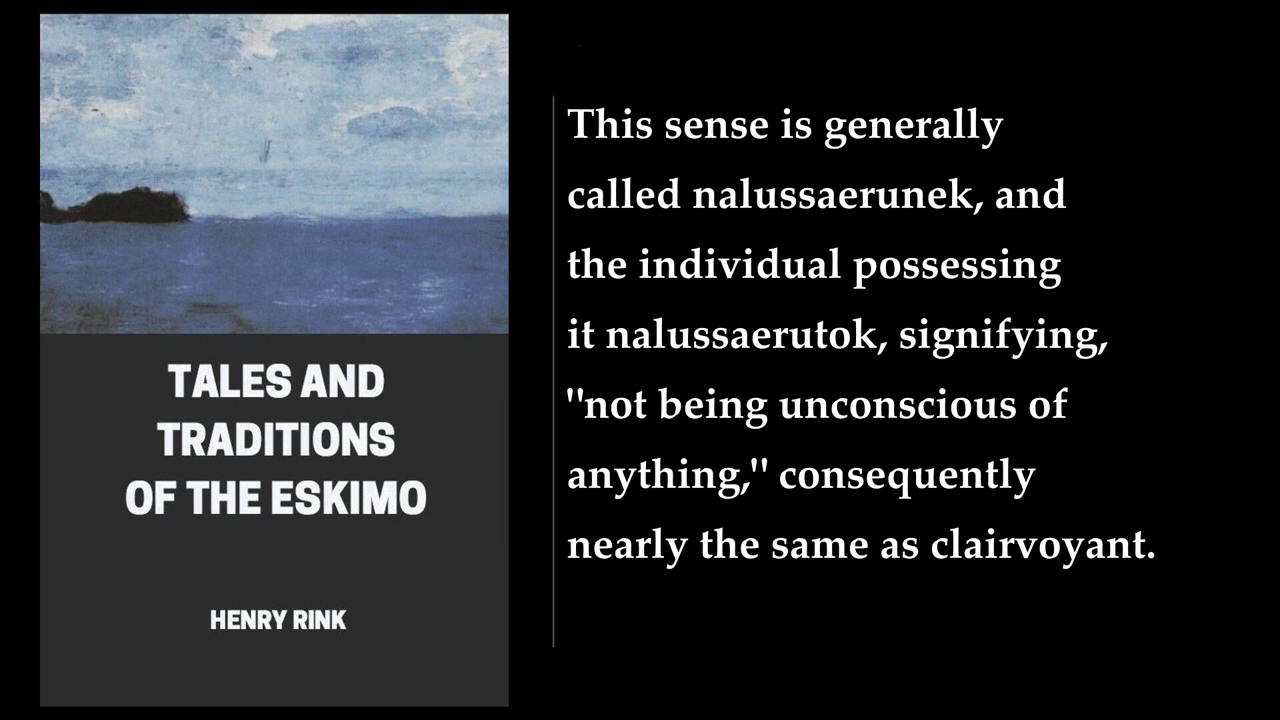 TALES AND
TRADITIONS
OF THE ESKIMO
HENRY RINK
This sense is generally
called nalussaerunek, and
the individual possessing
it nalussaerutok, signifying,
"not being unconscious of
anything," consequently
nearly the same as clairvoyant.